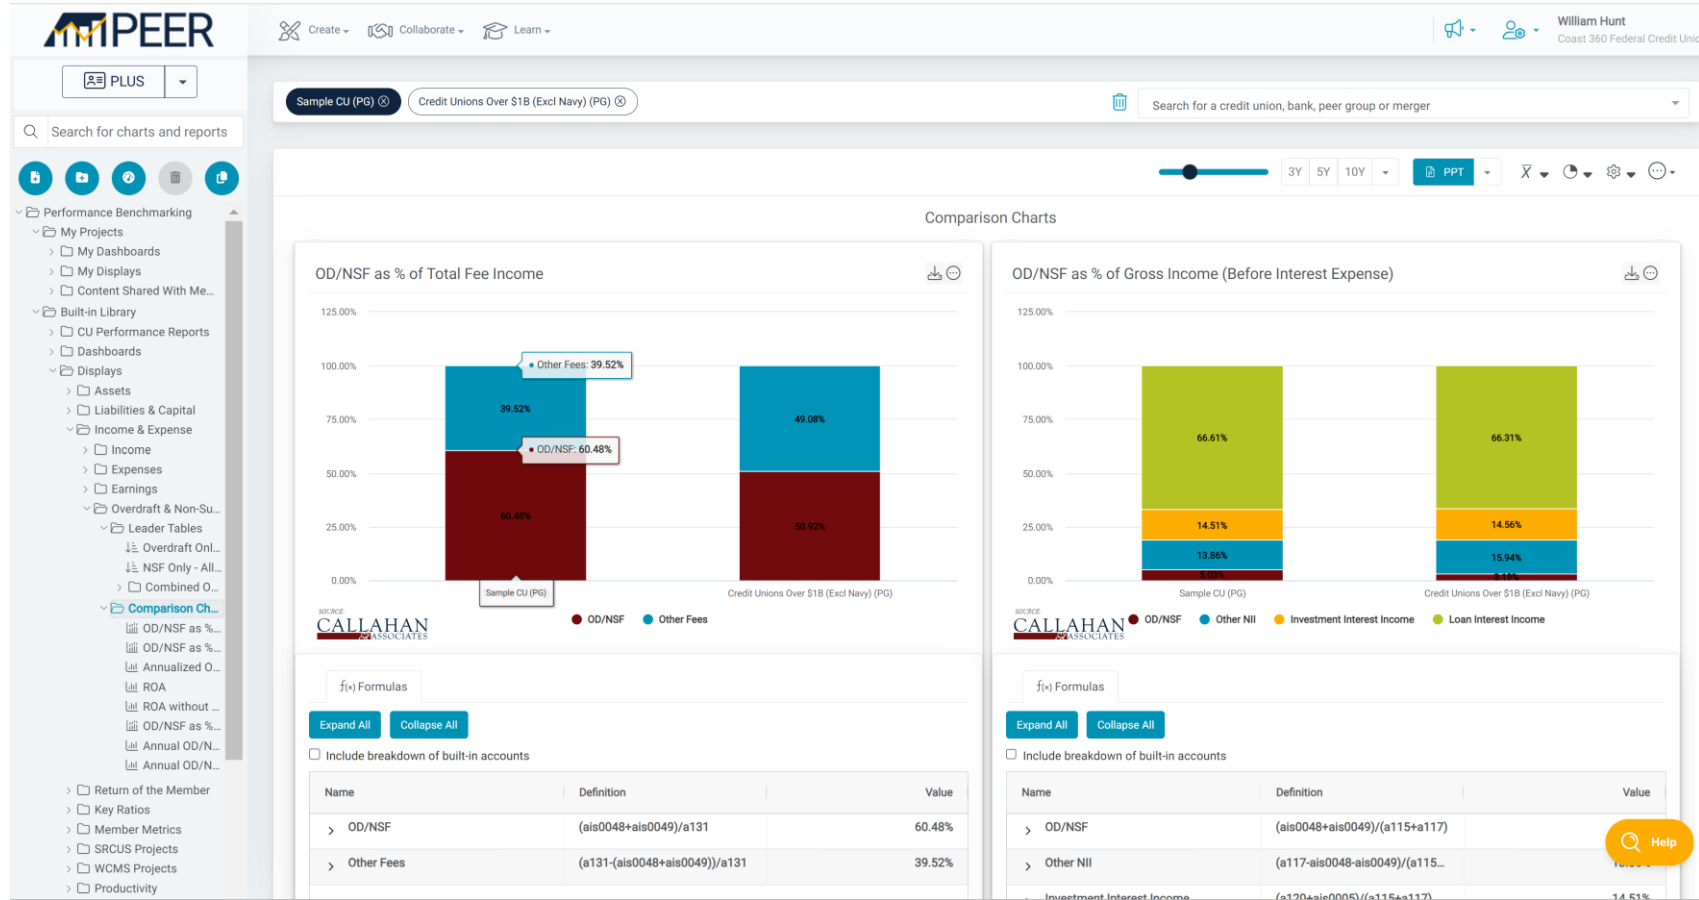 PEER
Create
Collaborate
Learn
William Hunt
Coast 360 Federal Credit Unio
PLUS
Search for charts and reports
Sample CU (PG)
Credit Unions Over $1B (Excl Navy) (PG)
Search for a credit union, bank, peer group or merger
3Y 5Y 10Y
PPT
X
Performance Benchmarking
My Projects
My Dashboards
My Displays
Content Shared With Me...
Built-in Library
CU Performance Reports
Dashboards
Displays
Assets
Liabilities & Capital
Income & Expense
Income
Expenses
Earnings
Overdraft & Non-Su...
Leader Tables
Overdraft Onl...
NSF Only - All...
Combined O...
Comparison Ch...
OD/NSF as %...
OD/NSF as %...
Annualized O...
ROA
ROA without ...
OD/NSF as %...
Annual OD/N...
Annual OD/N...
Return of the Member
Key Ratios
Member Metrics
SRCUS Projects
WCMS Projects
Productivity
Comparison Charts
OD/NSF as % of Total Fee Income
125.00%
100.00%
75.00%
50.00%
25.00%
0.00%
Other Fees: 39.52%
39.52%
OD/NSF: 60.48%
60.48%
49.08%
50.92%
Sample CU (PG)
Credit Unions Over $1B (Excl Navy) (PG)
SOURCE:
CALLAHAN
& ASSOCIATES
OD/NSF
Other Fees
f(x) Formulas
Expand All
Collapse All
Include breakdown of built-in accounts
Name Definition Value
OD/NSF (ais0048+ais0049)/a131 60.48%
Other Fees (a131-(ais0048+ais0049))/a131 39.52%
OD/NSF as % of Gross Income (Before Interest Expense)
125.00%
100.00%
75.00%
50.00%
25.00%
0.00%
66.61%
14.51%
13.86%
5.03%
66.31%
14.56%
15.94%
3.19%
Sample CU (PG)
Credit Unions Over $1B (Excl Navy) (PG)
SOURCE:
CALLAHAN
& ASSOCIATES
OD/NSF
Other NII
Investment Interest Income
Loan Interest Income
f(x) Formulas
Expand All
Collapse All
Include breakdown of built-in accounts
Name Definition Value
OD/NSF (ais0048+ais0049)/(a115+a117)
Other NII (a117-ais0048-ais0049)/(a115...
Investment Interest Income (a120+ais0005)/(a115+a117) 14.51%
Help